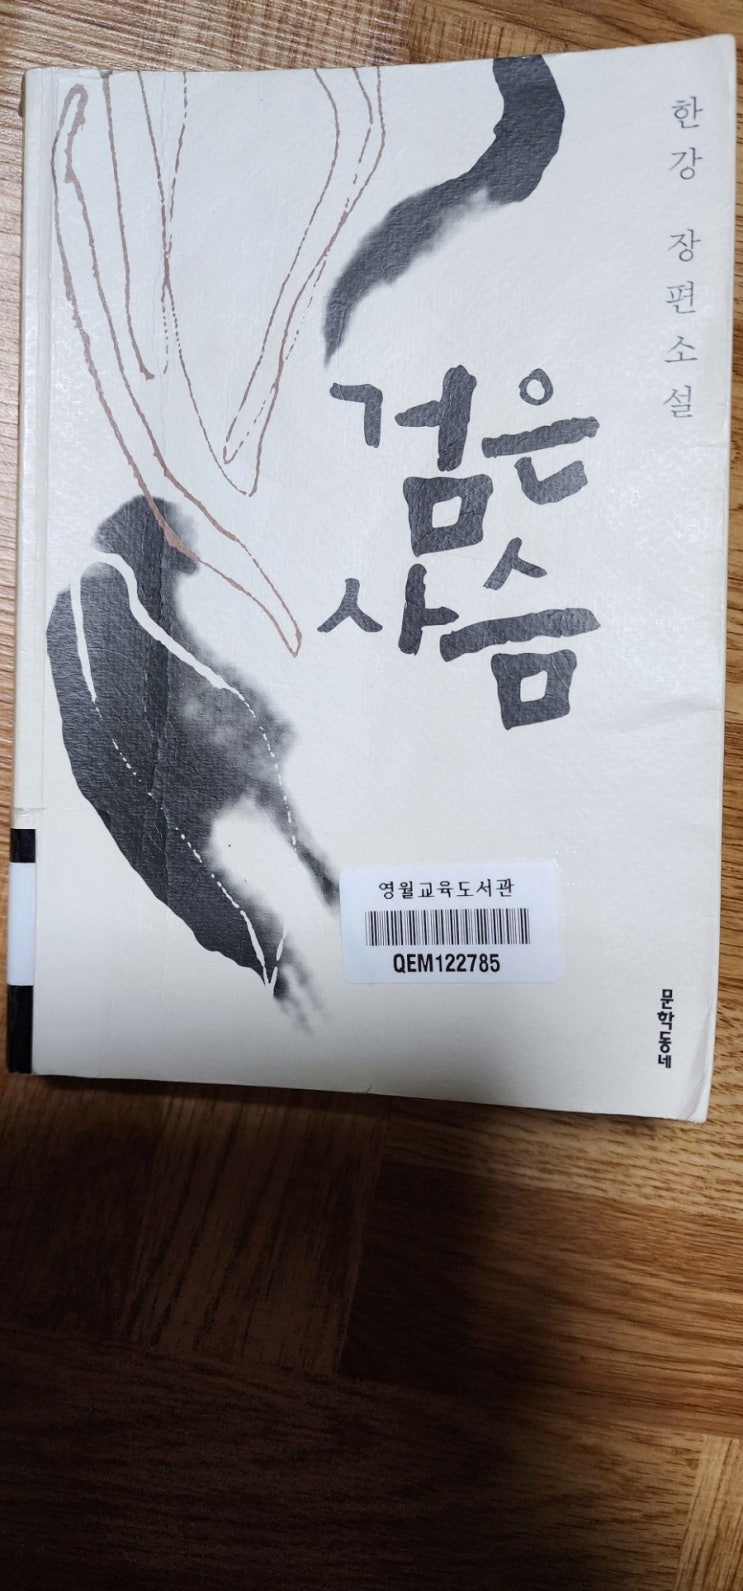 한강 장편소설
검은
사슴
영월교육도서관
QEM122785
문학동네